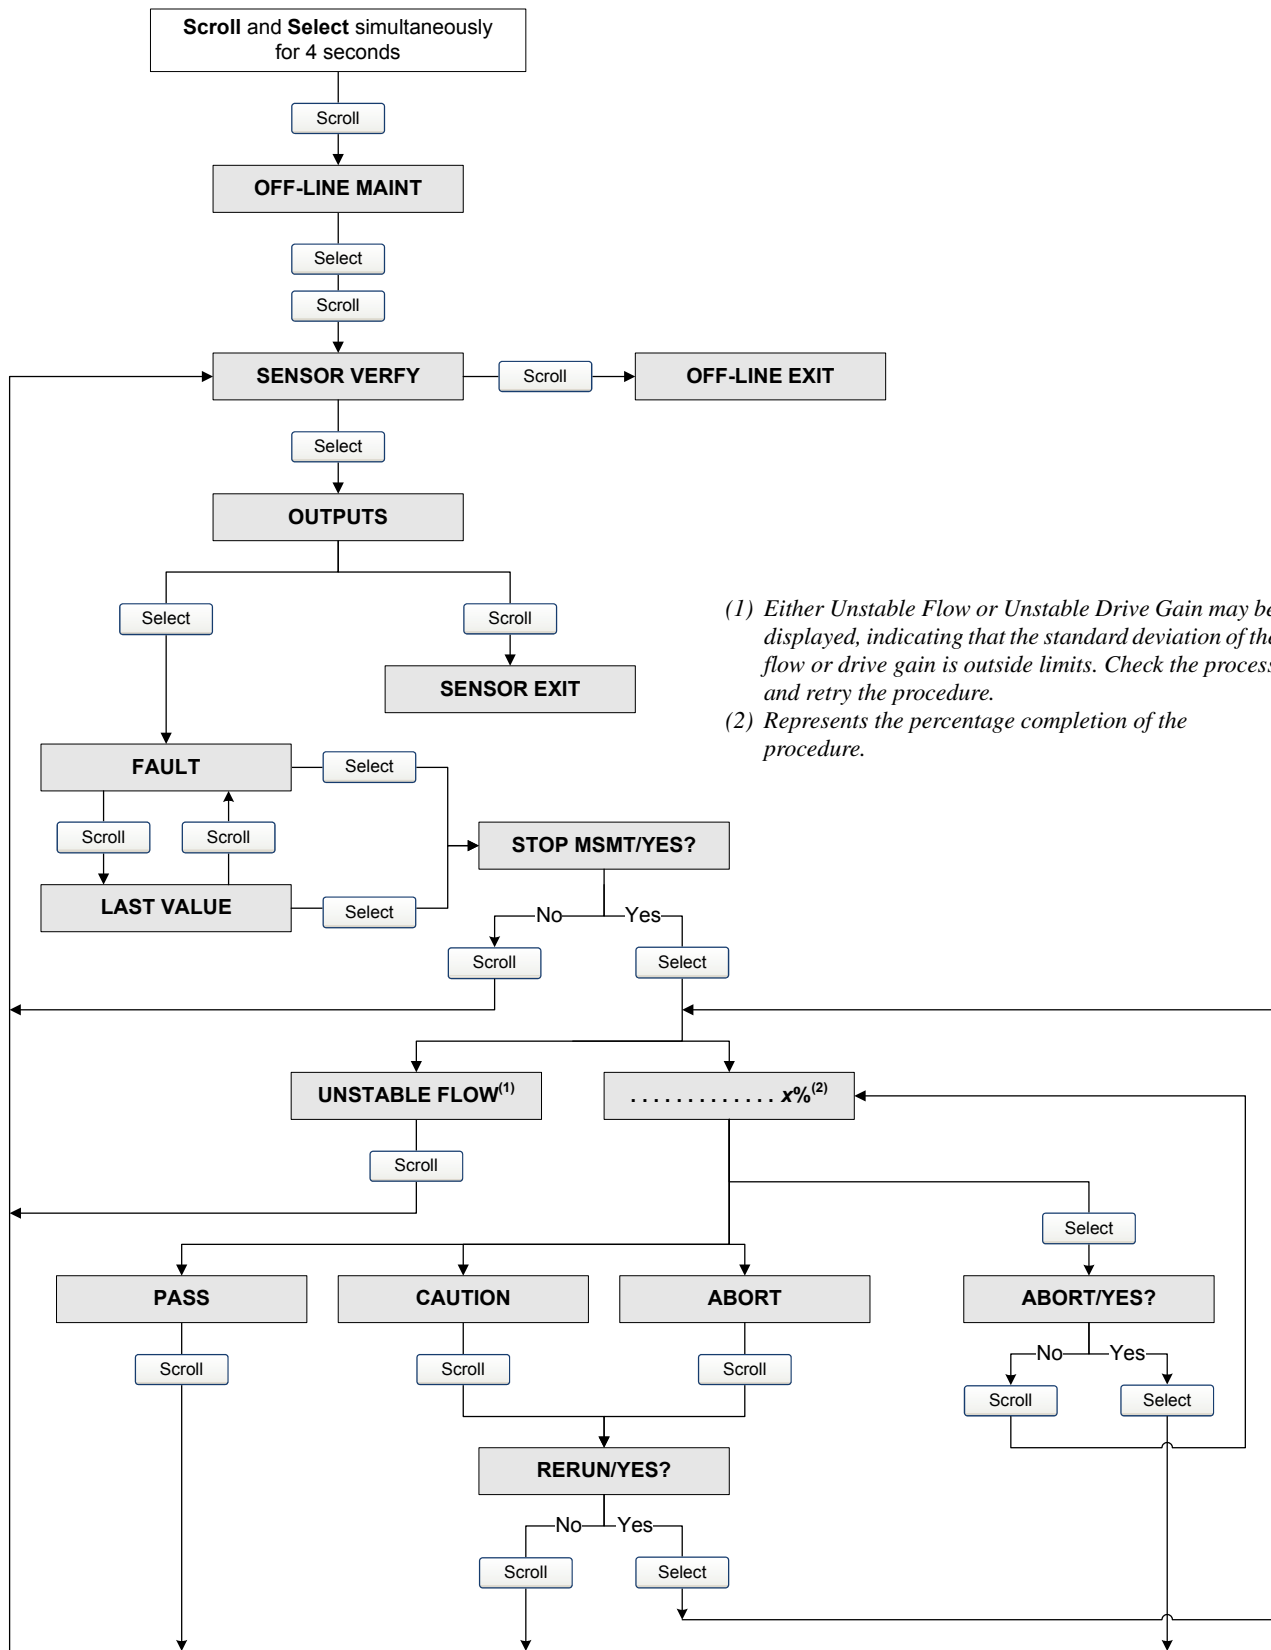 Scroll and Select simultaneously
for 4 seconds
Scroll
OFF-LINE MAINT
Select
Scroll
SENSOR VERFY
Scroll
OFF-LINE EXIT
Select
OUTPUTS
Select
Scroll
SENSOR EXIT
(1) Either Unstable Flow or Unstable Drive Gain may be
displayed, indicating that the standard deviation of the
flow or drive gain is outside limits. Check the process
and retry the procedure.
(2) Represents the percentage completion of the
procedure.
FAULT
Select
Scroll
Scroll
LAST VALUE
Select
STOP MSMT/YES?
No
Yes
Scroll
Select
UNSTABLE FLOW(1)
. . . . . . . . . . . . . x%(2)
Scroll
Select
PASS
CAUTION
ABORT
ABORT/YES?
Scroll
Scroll
Scroll
No
Yes
Scroll
Select
RERUN/YES?
No
Yes
Scroll
Select